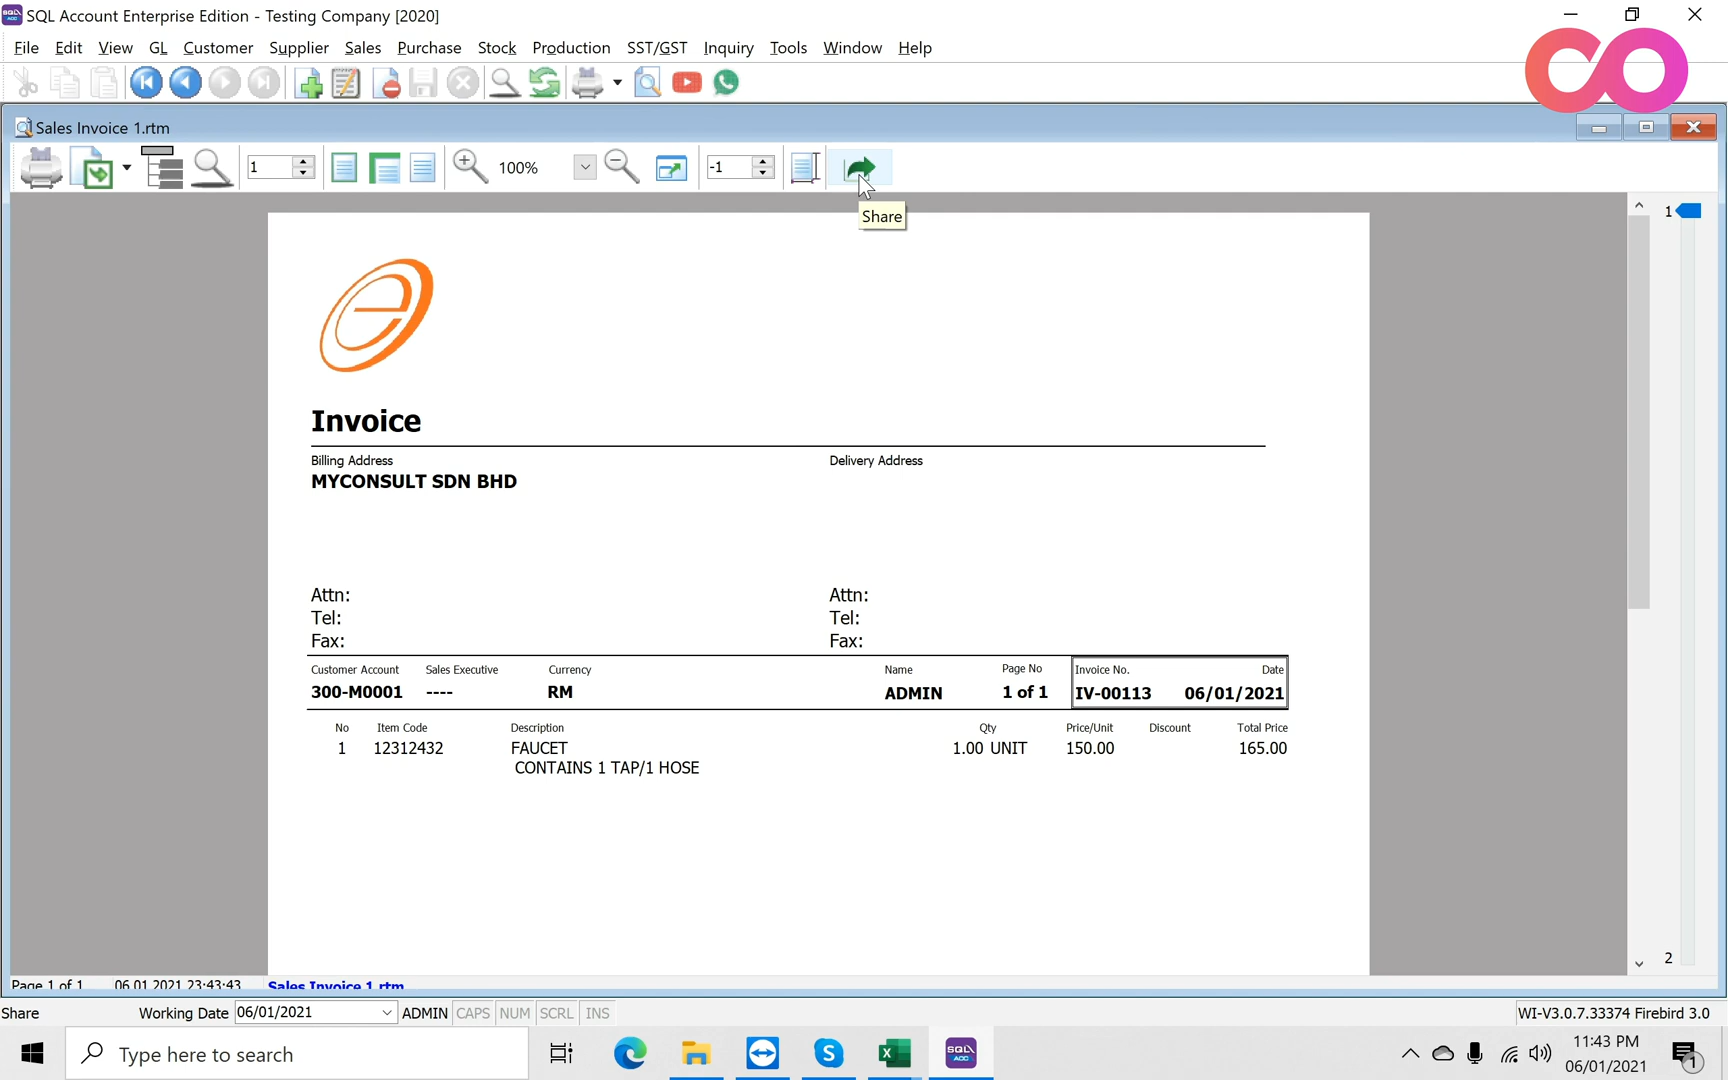 SQL Account Enterprise Edition - Testing Company [2020]
File Edit View GL Customer Supplier Sales Purchase Stock Production SST/GST Inquiry Tools Window Help
Sales Invoice 1.rtm
1 100% -1
Share
1
Invoice
Billing Address Delivery Address
MYCONSULT SDN BHD
Attn: Attn:
Tel: Tel:
Fax: Fax:
Customer Account Sales Executive Currency Name Page No Invoice No. Date
300-M0001 ---- RM ADMIN 1 of 1 IV-00113 06/01/2021
No Item Code Description Qty Price/Unit Discount Total Price
1 12312432 FAUCET 1.00 UNIT 150.00 165.00
CONTAINS 1 TAP/1 HOSE
2
Page 1 of 1 06.01.2021 23:43:43 Sales Invoice 1.rtm
Share Working Date 06/01/2021 ADMIN CAPS NUM SCRL INS WI-V3.0.7.33374 Firebird 3.0
Type here to search
SQL
ACC
11:43 PM
06/01/2021
1